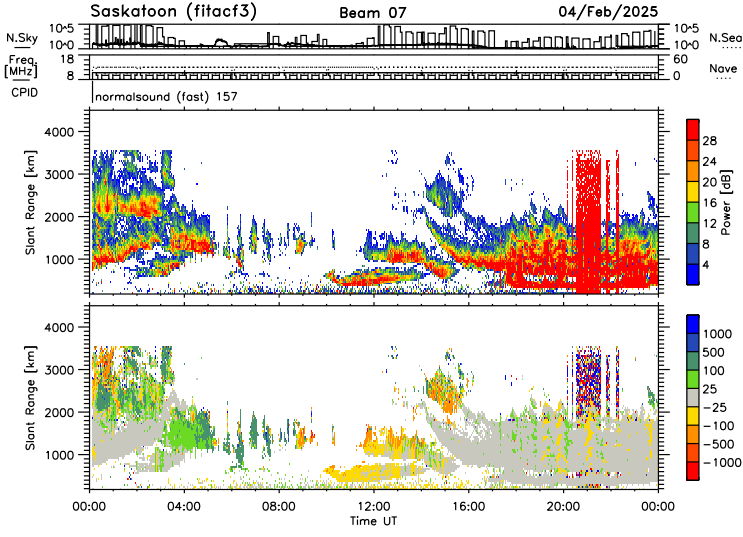 Saskatoon (fitacf3) Beam 07 04/Feb/2025
N.Sky 10^5 10^0 10^5 10^0 N.Sea
Freq. [MHz] 18 8 60 0 Nave
CPID normalsound (fast) 157
Slant Range [km] 4000 3000 2000 1000
28 24 20 16 12 8 4 Power [dB]
Slant Range [km] 4000 3000 2000 1000
1000 500 100 25 -25 -100 -500 -1000
00:00 04:00 08:00 12:00 16:00 20:00 00:00
Time UT